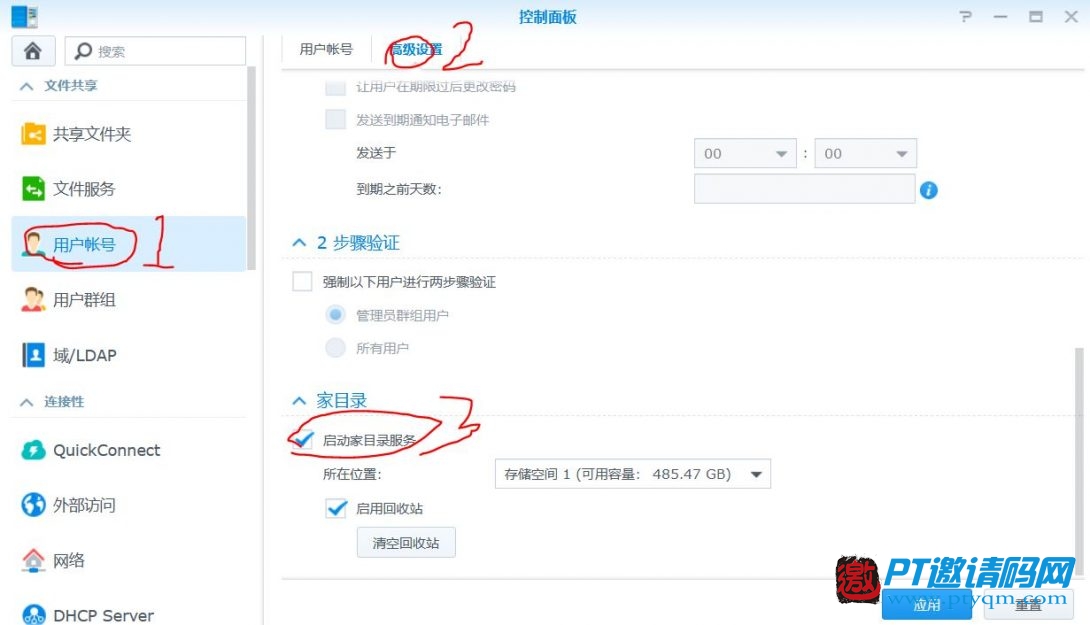 控制面板
搜索
用户帐号
高级设置
2
文件共享
共享文件夹
文件服务
用户帐号
1
用户群组
域/LDAP
连接性
QuickConnect
外部访问
网络
DHCP Server
让用户在期限过后更改密码
发送到期通知电子邮件
发送于
00 : 00
到期之前天数:
2 步骤验证
强制以下用户进行两步骤验证
管理员群组用户
所有用户
家目录
3
启动家目录服务
所在位置:
存储空间 1 (可用容量: 485.47 GB)
启用回收站
清空回收站
邀 PT邀请码网
www.ptyqm.com
应用
重置